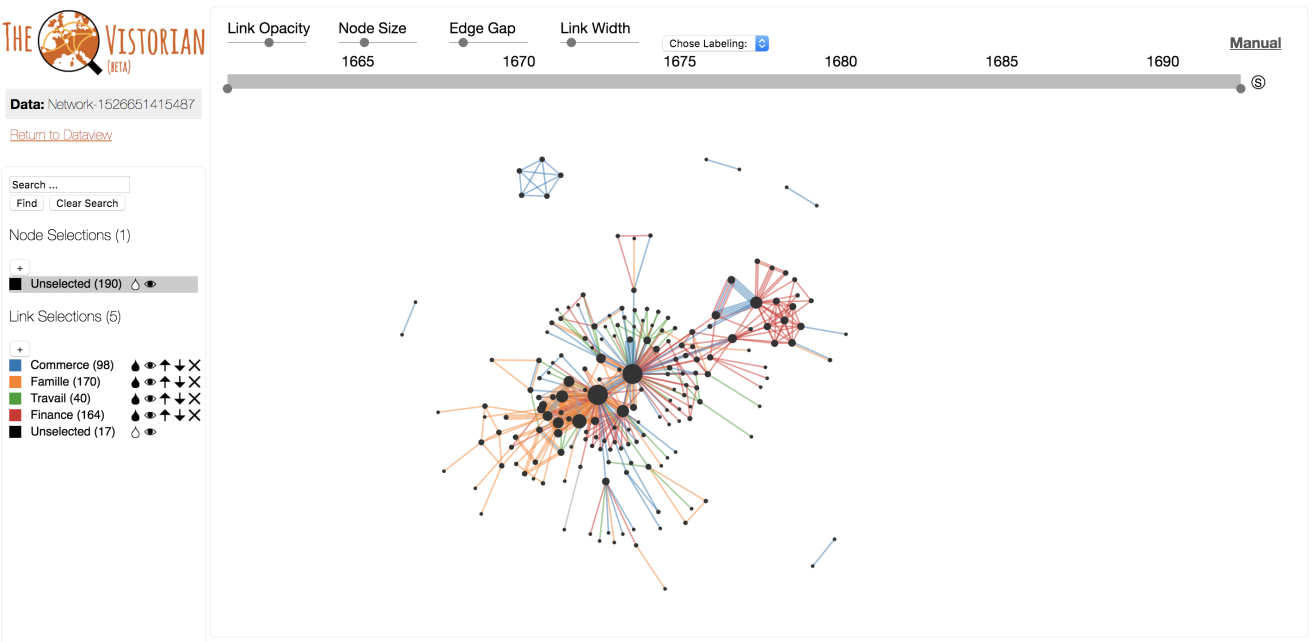 THE VISTORIAN
(BETA)
Data: Network-1526651415487
Return to Dataview
Search ...
Find Clear Search
Node Selections (1)
+
Unselected (190)
Link Selections (5)
+
Commerce (98)
Famille (170)
Travail (40)
Finance (164)
Unselected (17)
Link Opacity Node Size Edge Gap Link Width
Chose Labeling:
Manual
1665 1670 1675 1680 1685 1690
S